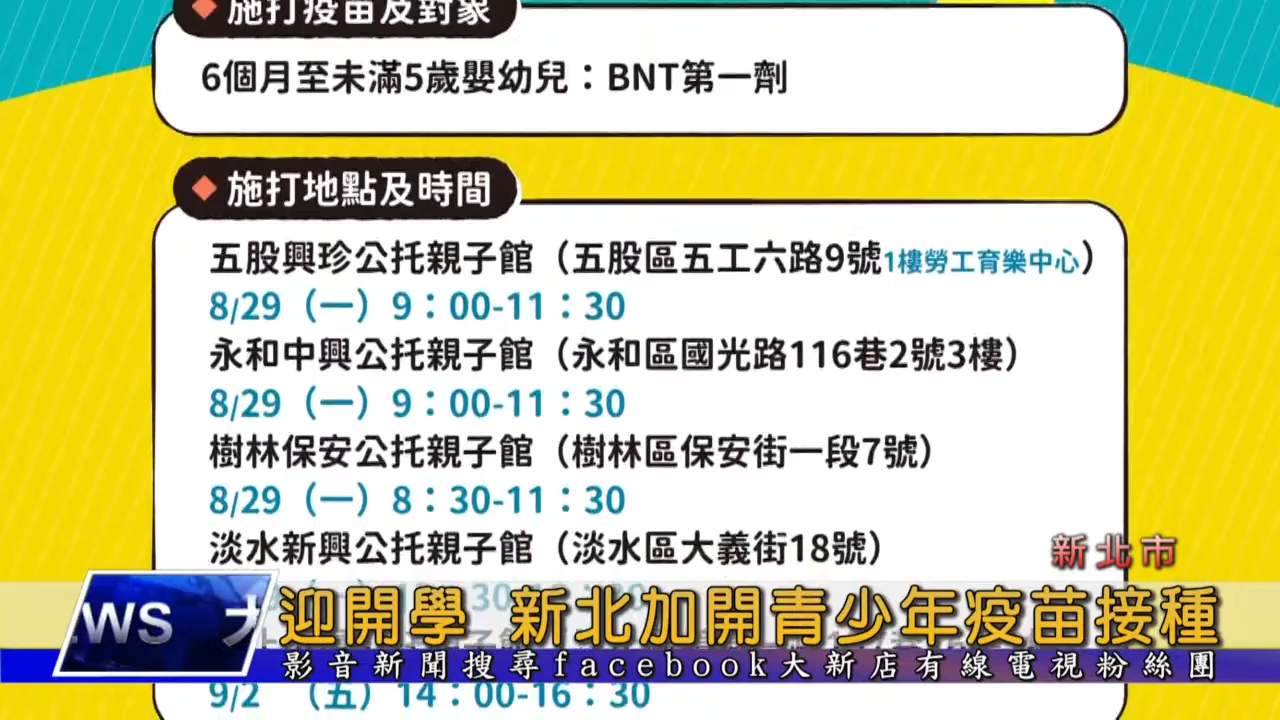 施打疫苗及對象
6個月至未滿5歲嬰幼兒：BNT第一劑
施打地點及時間
五股興珍公托親子館（五股區五工六路9號1樓勞工育樂中心）
8/29（一）9：00-11：30
永和中興公托親子館（永和區國光路116巷2號3樓）
8/29（一）9：00-11：30
樹林保安公托親子館（樹林區保安街一段7號）
8/29（一）8：30-11：30
淡水新興公托親子館（淡水區大義街18號）
新北市
WS
迎開學 新北加開青少年疫苗接種
影音新聞搜尋facebook大新店有線電視粉絲團
9/2 （五）14：00-16：30